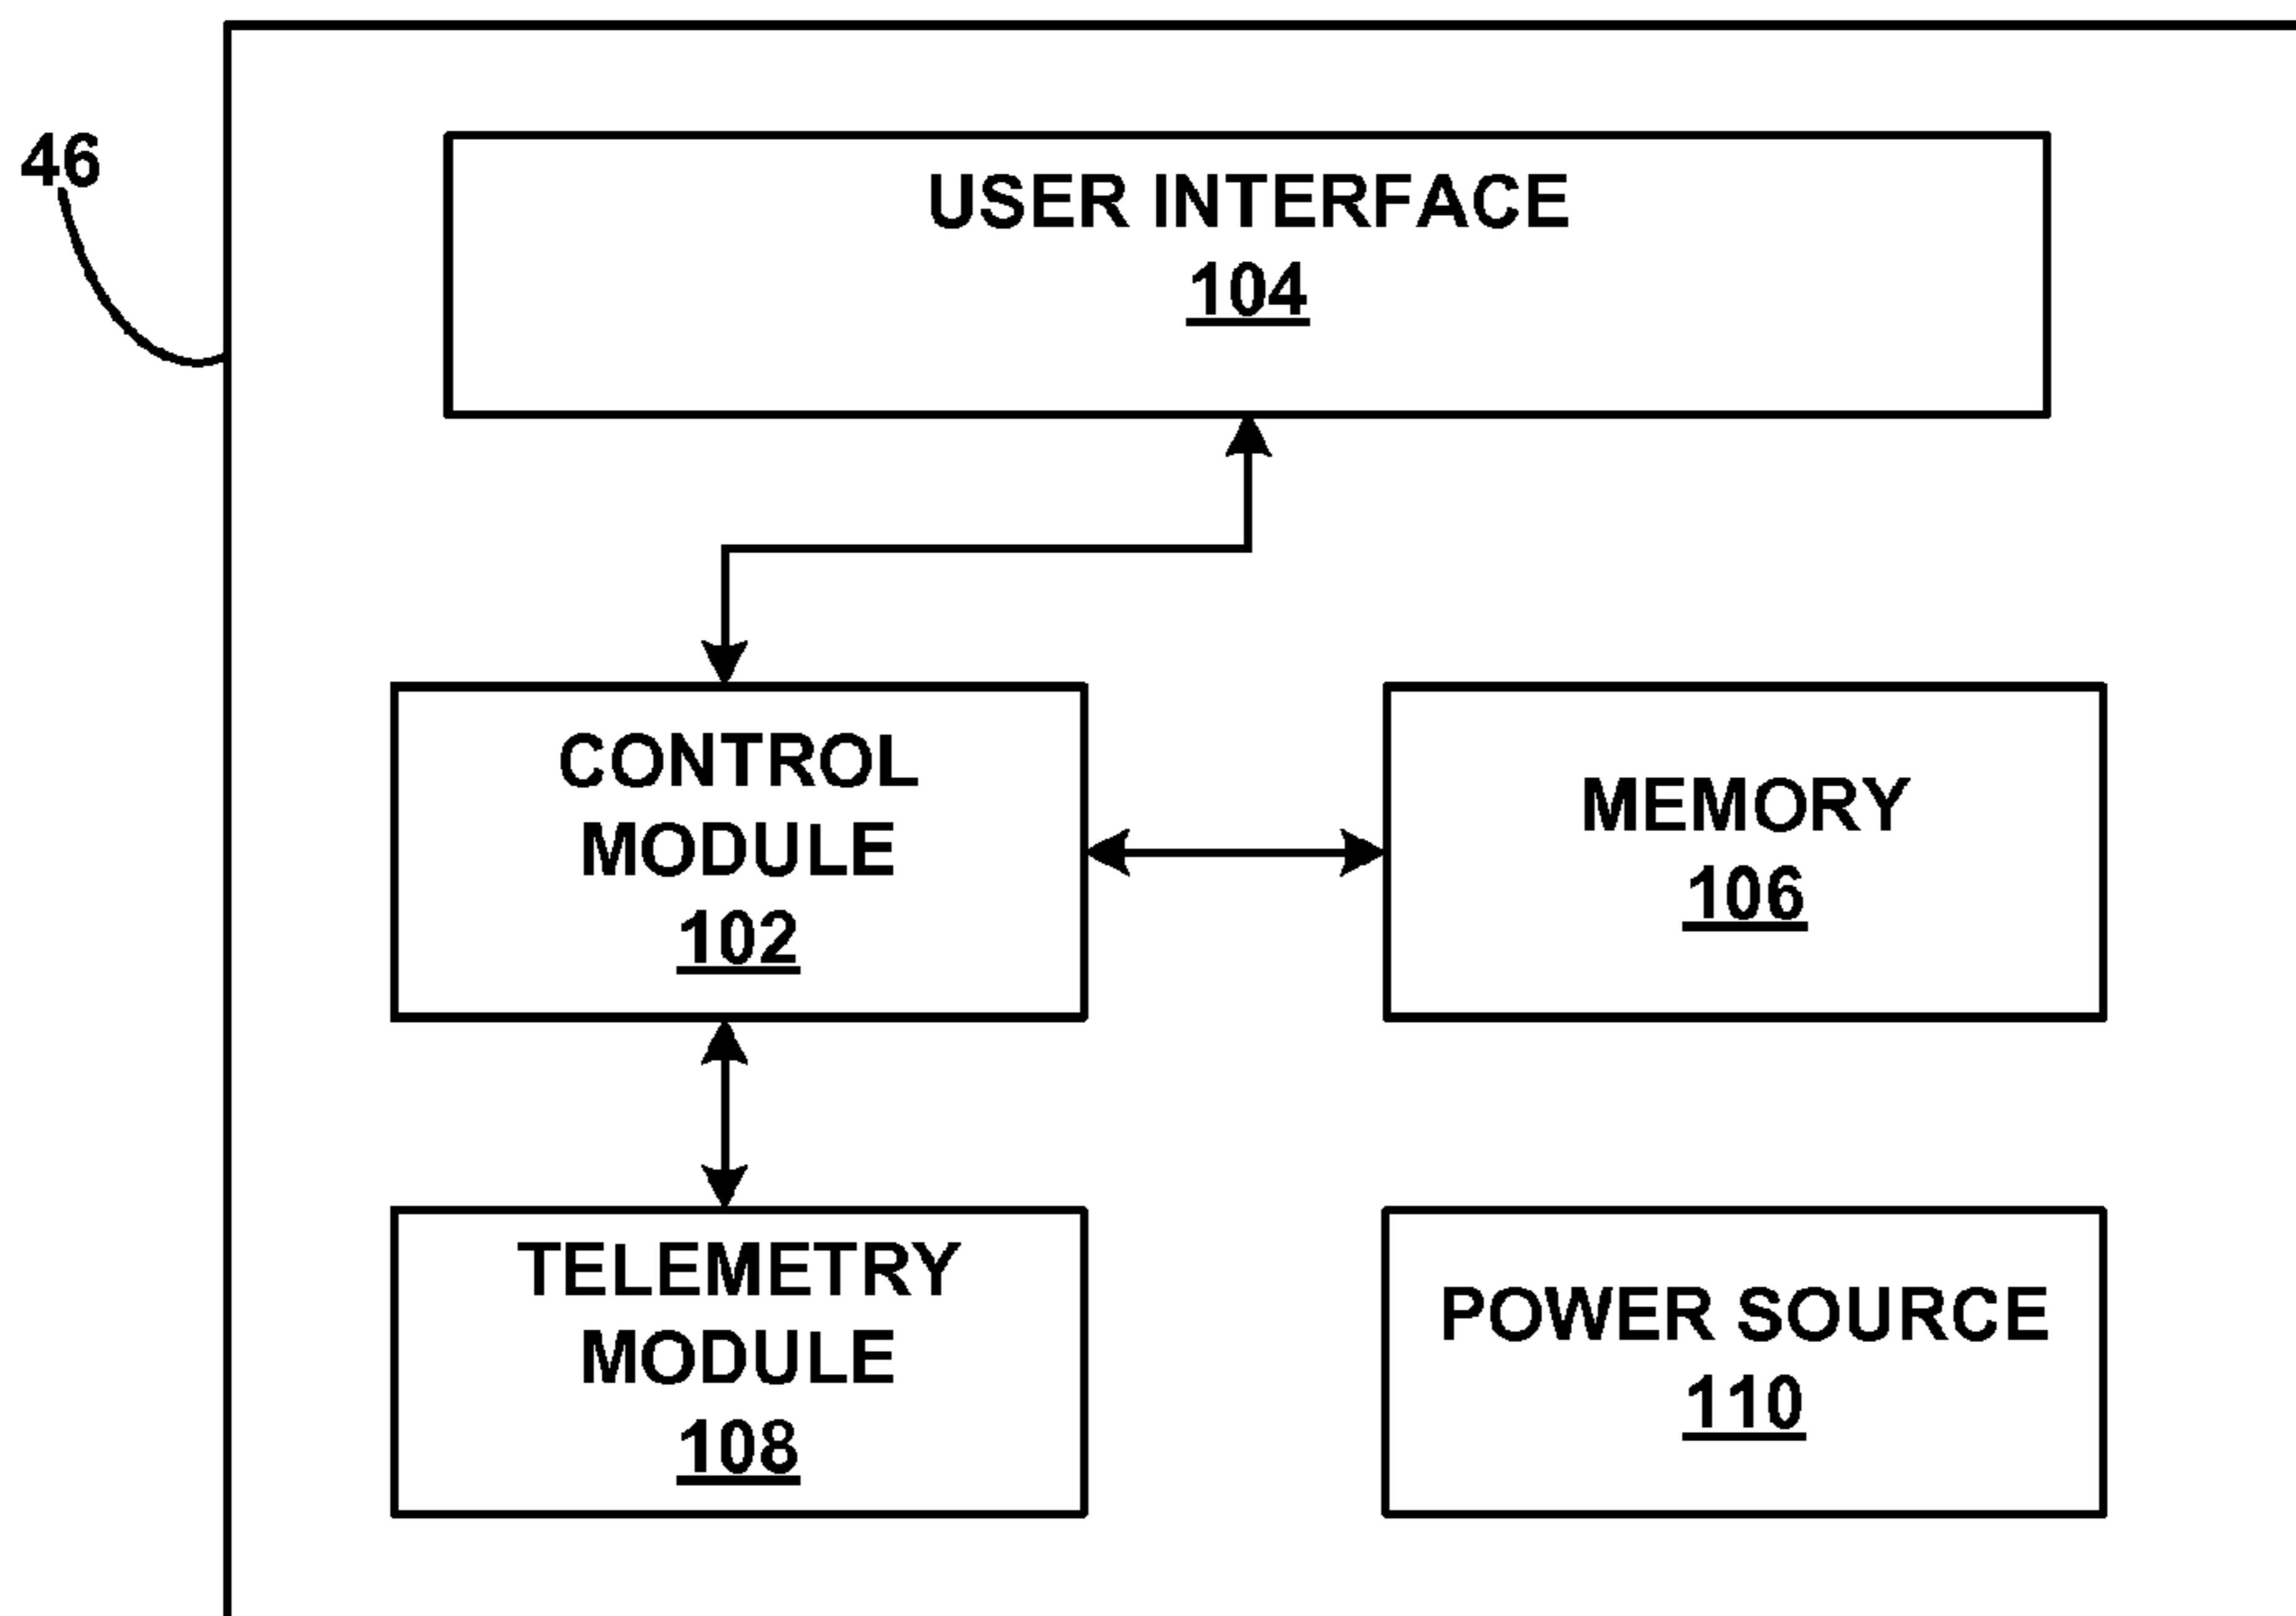 46
USER INTERFACE
104
CONTROL
MODULE
102
MEMORY
106
TELEMETRY
MODULE
108
POWER SOURCE
110